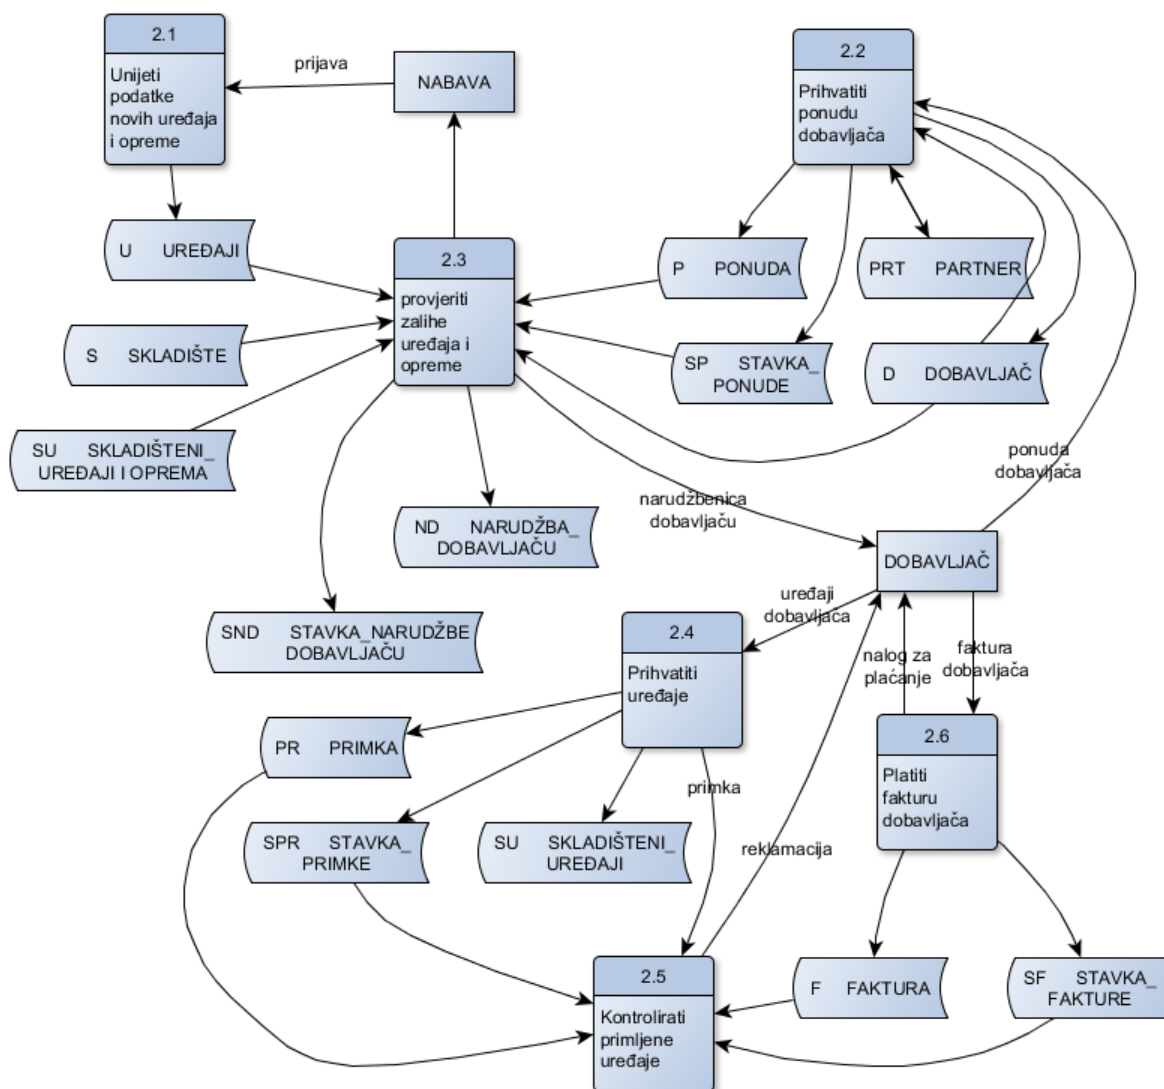 2.1
Unijeti
podatke
novih uređaja
i opreme
prijava
NABAVA
2.2
Prihvatiti
ponudu
dobavljača
U UREĐAJI
2.3
provjeriti
zalihe
uređaja i
opreme
P PONUDA
PRT PARTNER
S SKLADIŠTE
SP STAVKA_
PONUDE
D DOBAVLJAČ
SU SKLADIŠTENI_
UREĐAJI I OPREMA
ponuda
dobavljača
narudžbenica
dobavljaču
ND NARUDŽBA_
DOBAVLJAČU
DOBAVLJAČ
SND STAVKA_NARUDŽBE
DOBAVLJAČU
uređaji
dobavljača
2.4
Prihvatiti
uređaje
nalog za
plaćanje
faktura
dobavljača
PR PRIMKA
2.6
Platiti
fakturu
dobavljača
primka
SPR STAVKA_
PRIMKE
SU SKLADIŠTENI_
UREĐAJI
reklamacija
2.5
Kontrolirati
primljene
uređaje
F FAKTURA
SF STAVKA_
FAKTURE